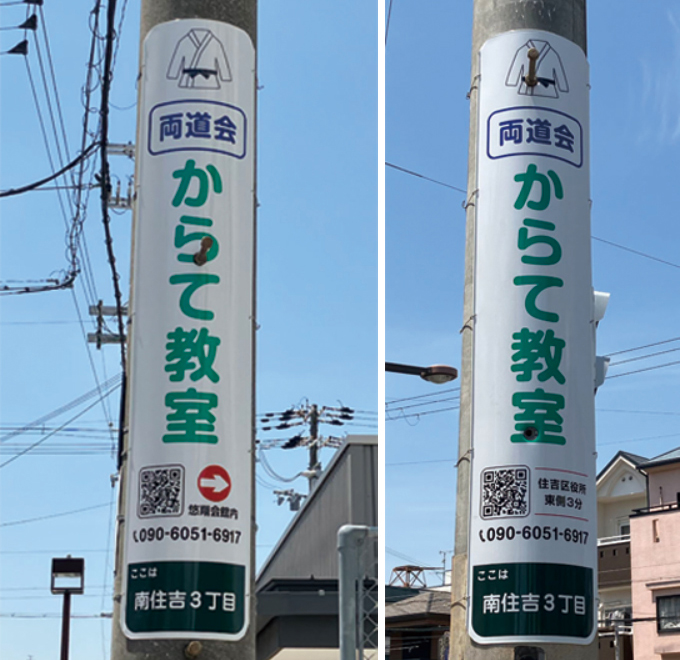 両道会
からて教室
悠翔会館内
090-6051-6917
ここは
南住吉3丁目
両道会
からて教室
住吉区役所
東側3分
090-6051-6917
ここは
南住吉3丁目